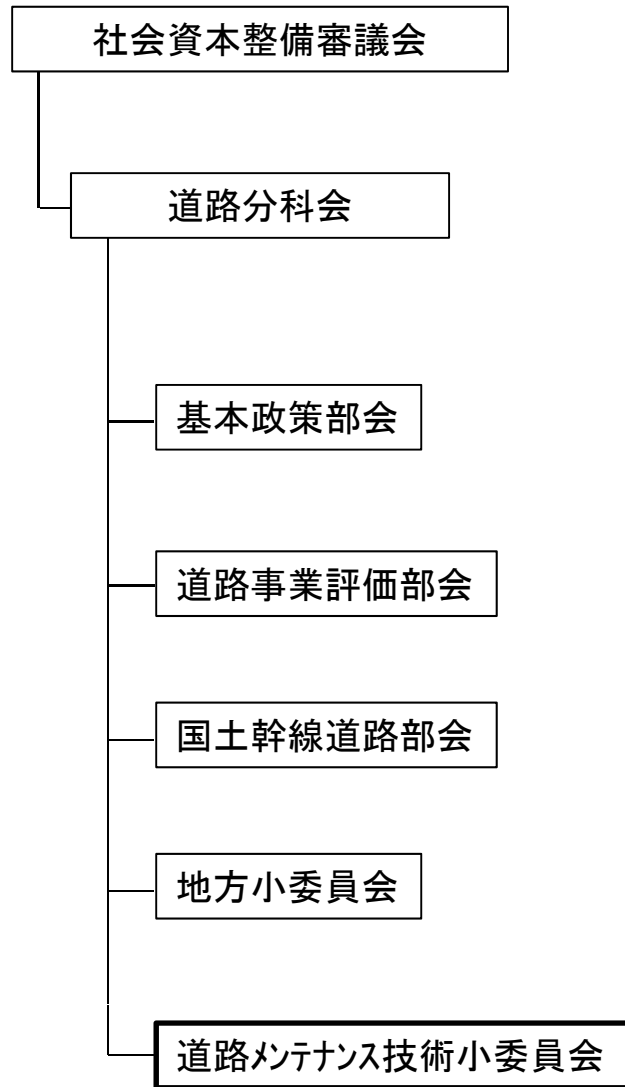 社会資本整備審議会
道路分科会
基本政策部会
道路事業評価部会
国土幹線道路部会
地方小委員会
道路メンテナンス技術小委員会